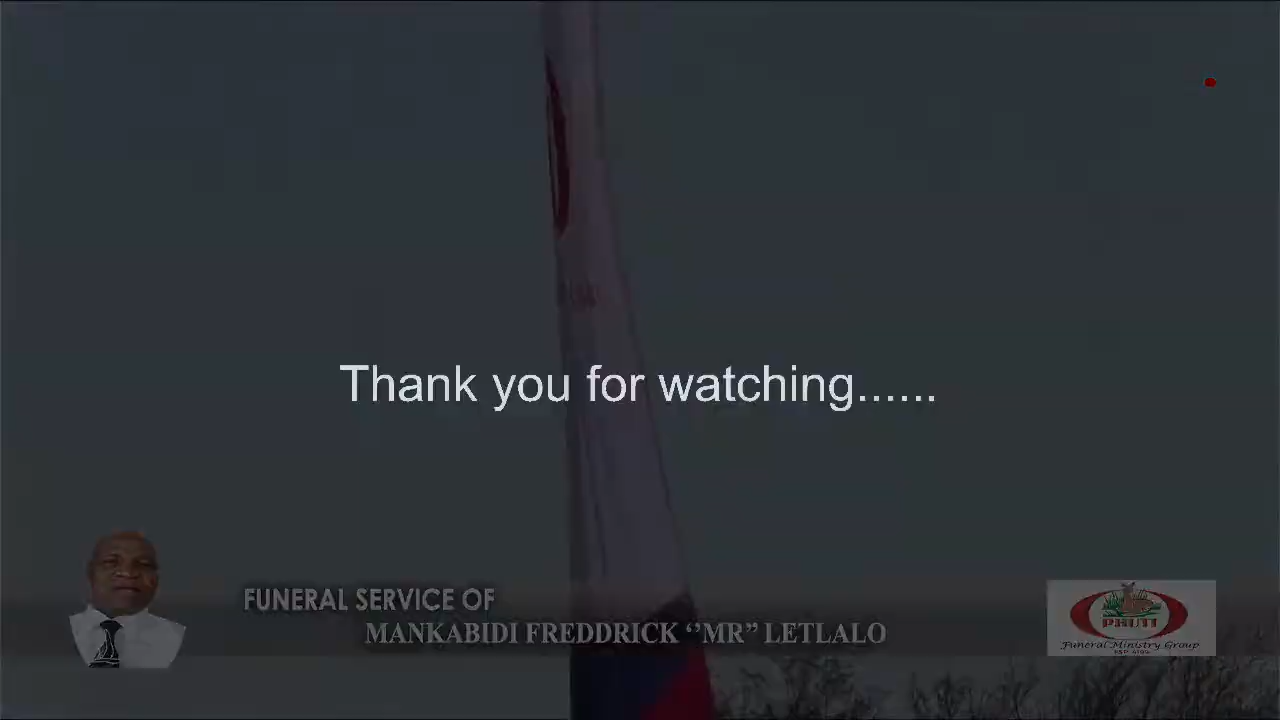 Thank you for watching......
FUNERAL SERVICE OF
MANKABIDI FREDDRICK ‘’MR’’ LETLALO
PHUTI
Funeral Ministry Group